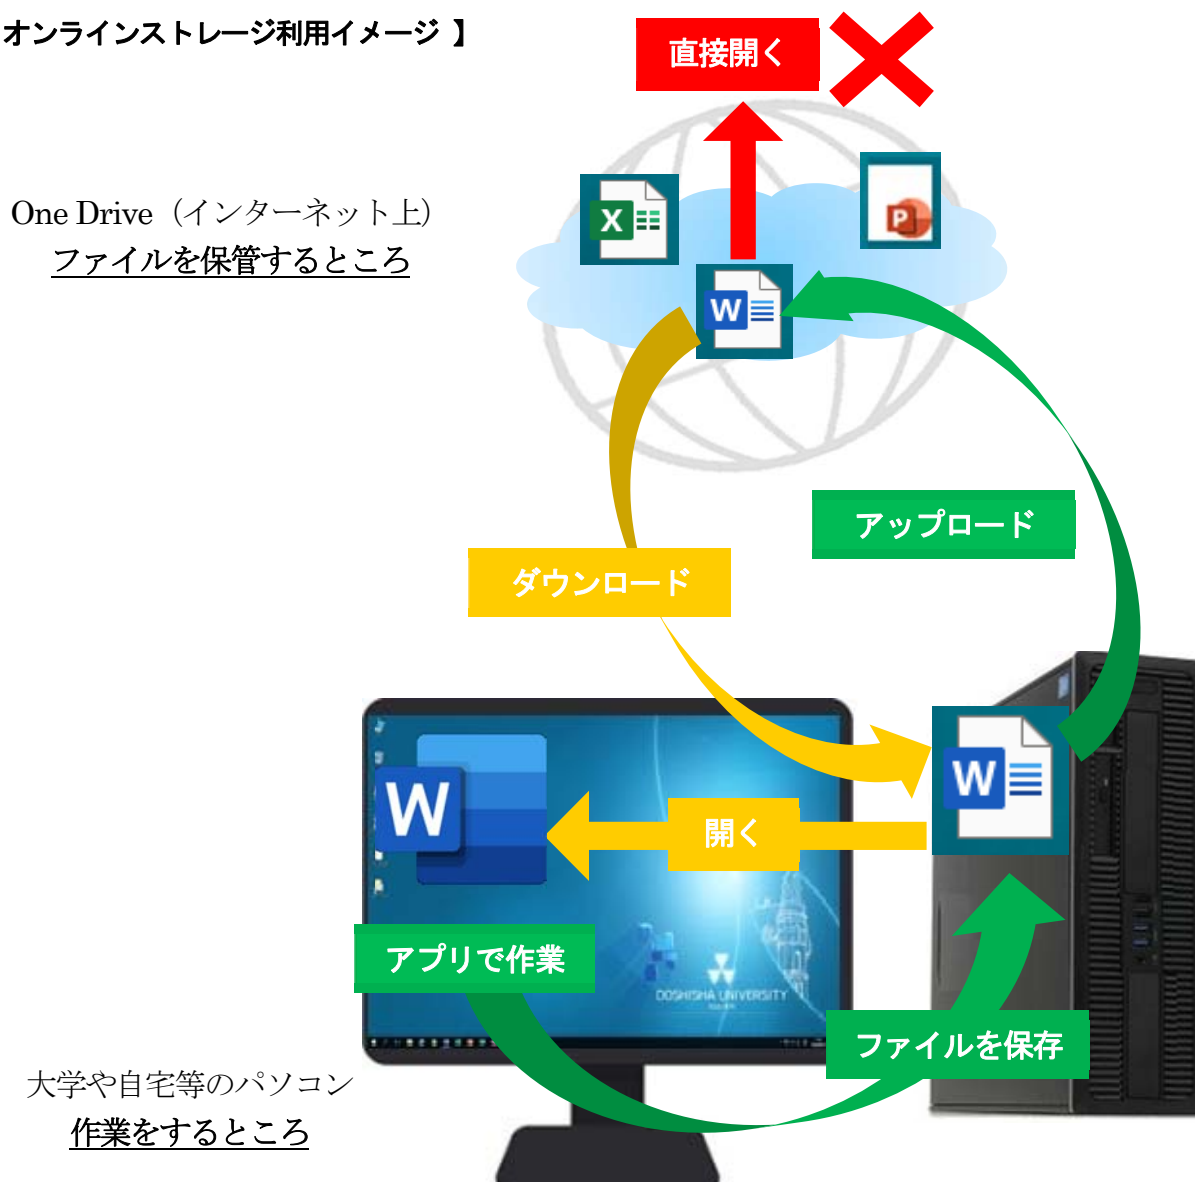 オンラインストレージ利用イメージ 】
直接開く
X
P
One Drive（インターネット上）
ファイルを保管するところ
W
アップロード
ダウンロード
W
W
開く
アプリで作業
DOSHISHA UNIVERSITY
ファイルを保存
大学や自宅等のパソコン
作業をするところ